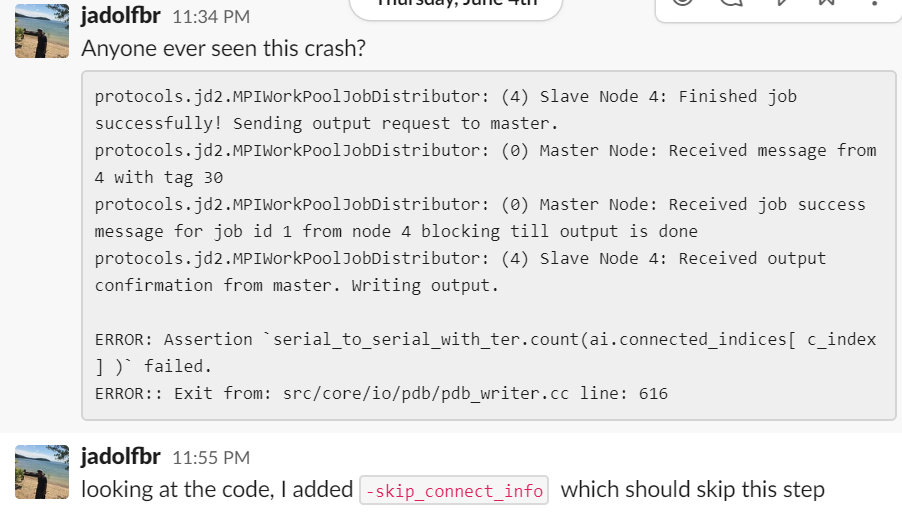 Thursday, June 4th
jadolfbr 11:34 PM
Anyone ever seen this crash?
protocols.jd2.MPIWorkPoolJobDistributor: (4) Slave Node 4: Finished job
successfully! Sending output request to master.
protocols.jd2.MPIWorkPoolJobDistributor: (0) Master Node: Received message from
4 with tag 30
protocols.jd2.MPIWorkPoolJobDistributor: (0) Master Node: Received job success
message for job id 1 from node 4 blocking till output is done
protocols.jd2.MPIWorkPoolJobDistributor: (4) Slave Node 4: Received output
confirmation from master. Writing output.
ERROR: Assertion `serial_to_serial_with_ter.count(ai.connected_indices[ c_index
] )` failed.
ERROR:: Exit from: src/core/io/pdb/pdb_writer.cc line: 616
jadolfbr 11:55 PM
looking at the code, I added -skip_connect_info which should skip this step